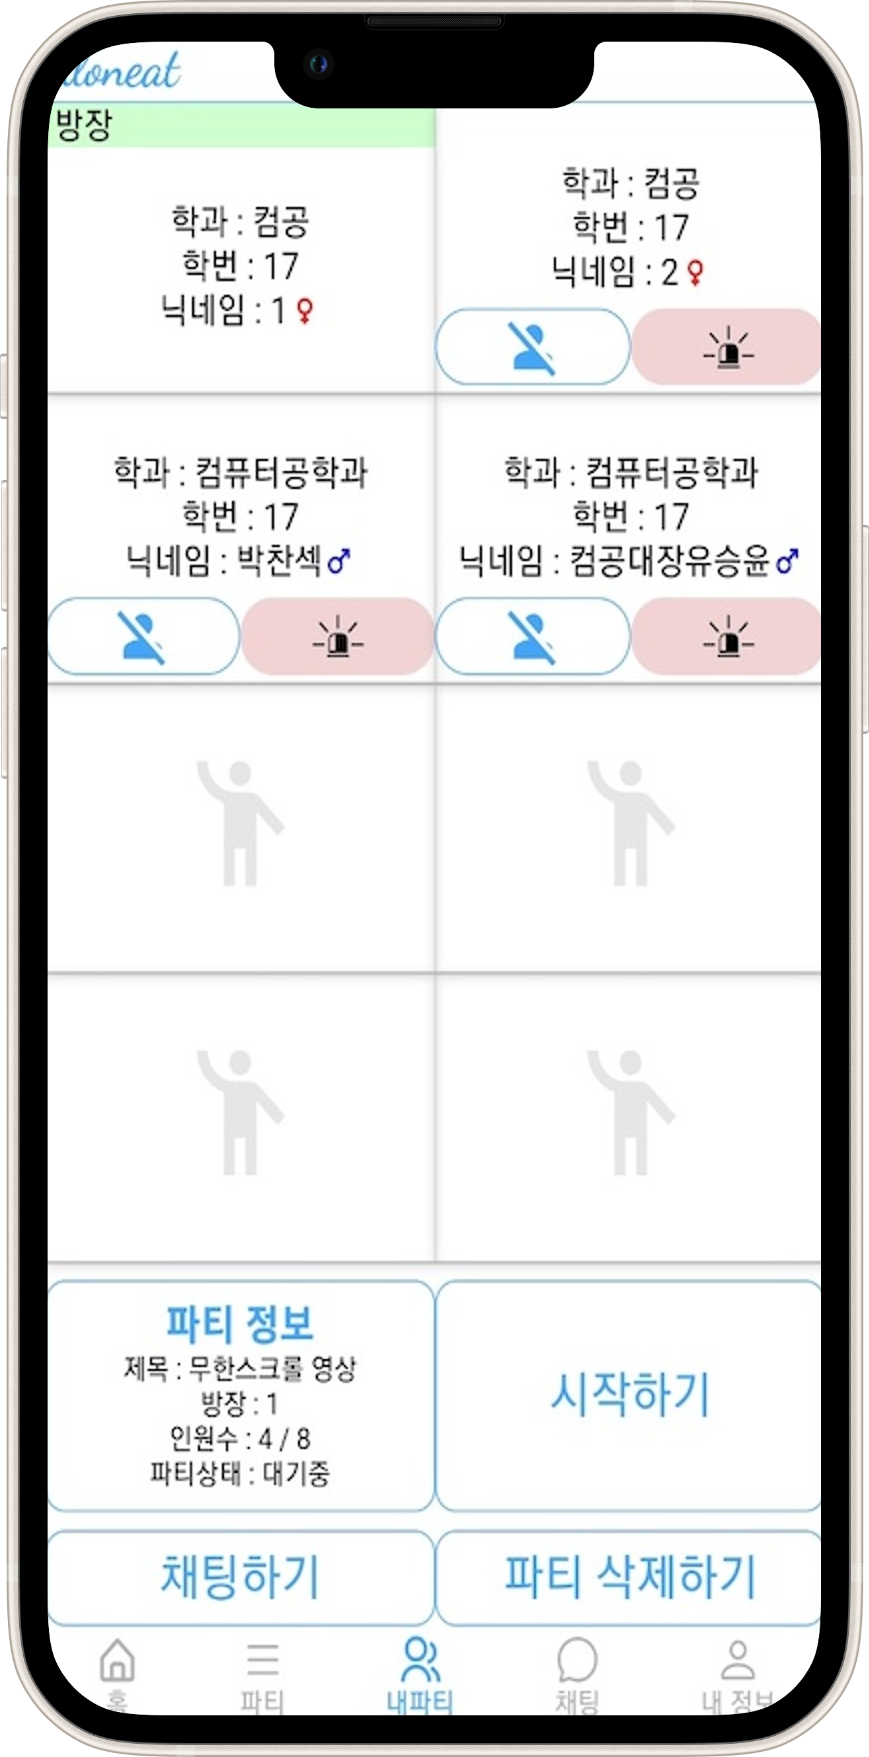 doneat
방장
학과 : 컴공
학번 : 17
닉네임 : 1
학과 : 컴공
학번 : 17
닉네임 : 2
학과 : 컴퓨터공학과
학번 : 17
닉네임 : 박찬섹
학과 : 컴퓨터공학과
학번 : 17
닉네임 : 컴공대장유승윤
파티 정보
제목 : 무한스크롤 영상
방장 : 1
인원수 : 4 / 8
파티상태 : 대기중
시작하기
채팅하기
파티 삭제하기
홈
파티
내파티
채팅
내 정보